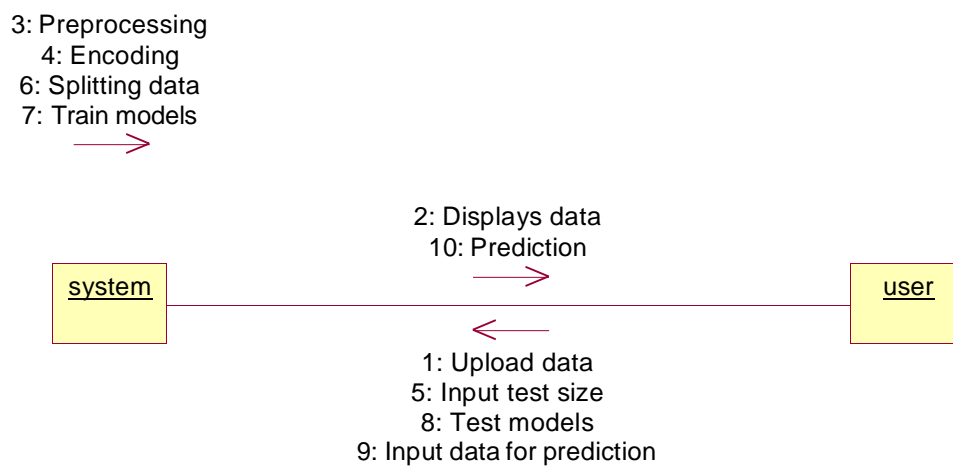 3: Preprocessing
4: Encoding
6: Splitting data
7: Train models
2: Displays data
10: Prediction
system
user
1: Upload data
5: Input test size
8: Test models
9: Input data for prediction